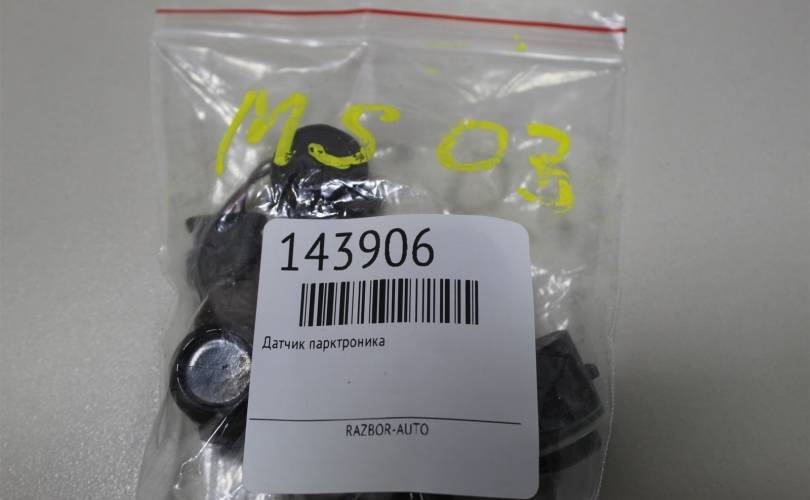 MS 03
143906
Датчик парктроника
RAZBOR-AUTO